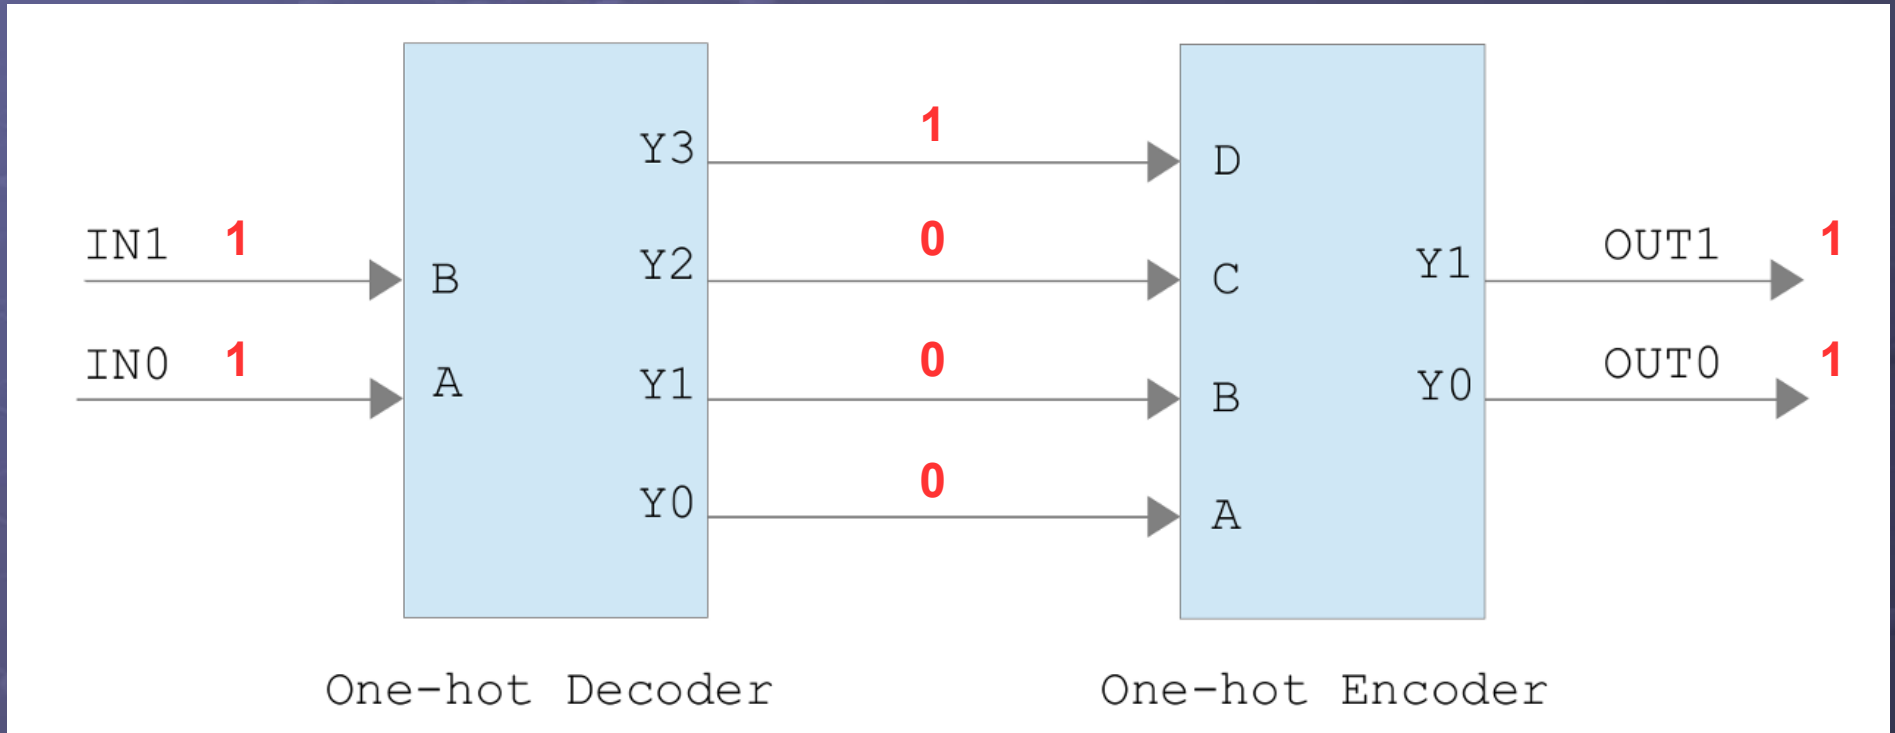 1
Y3 D
IN1 1 0 OUT1 1
B Y2 C Y1
IN0 1 0 OUT0 1
A Y1 B Y0
0
Y0 A
One-hot Decoder One-hot Encoder